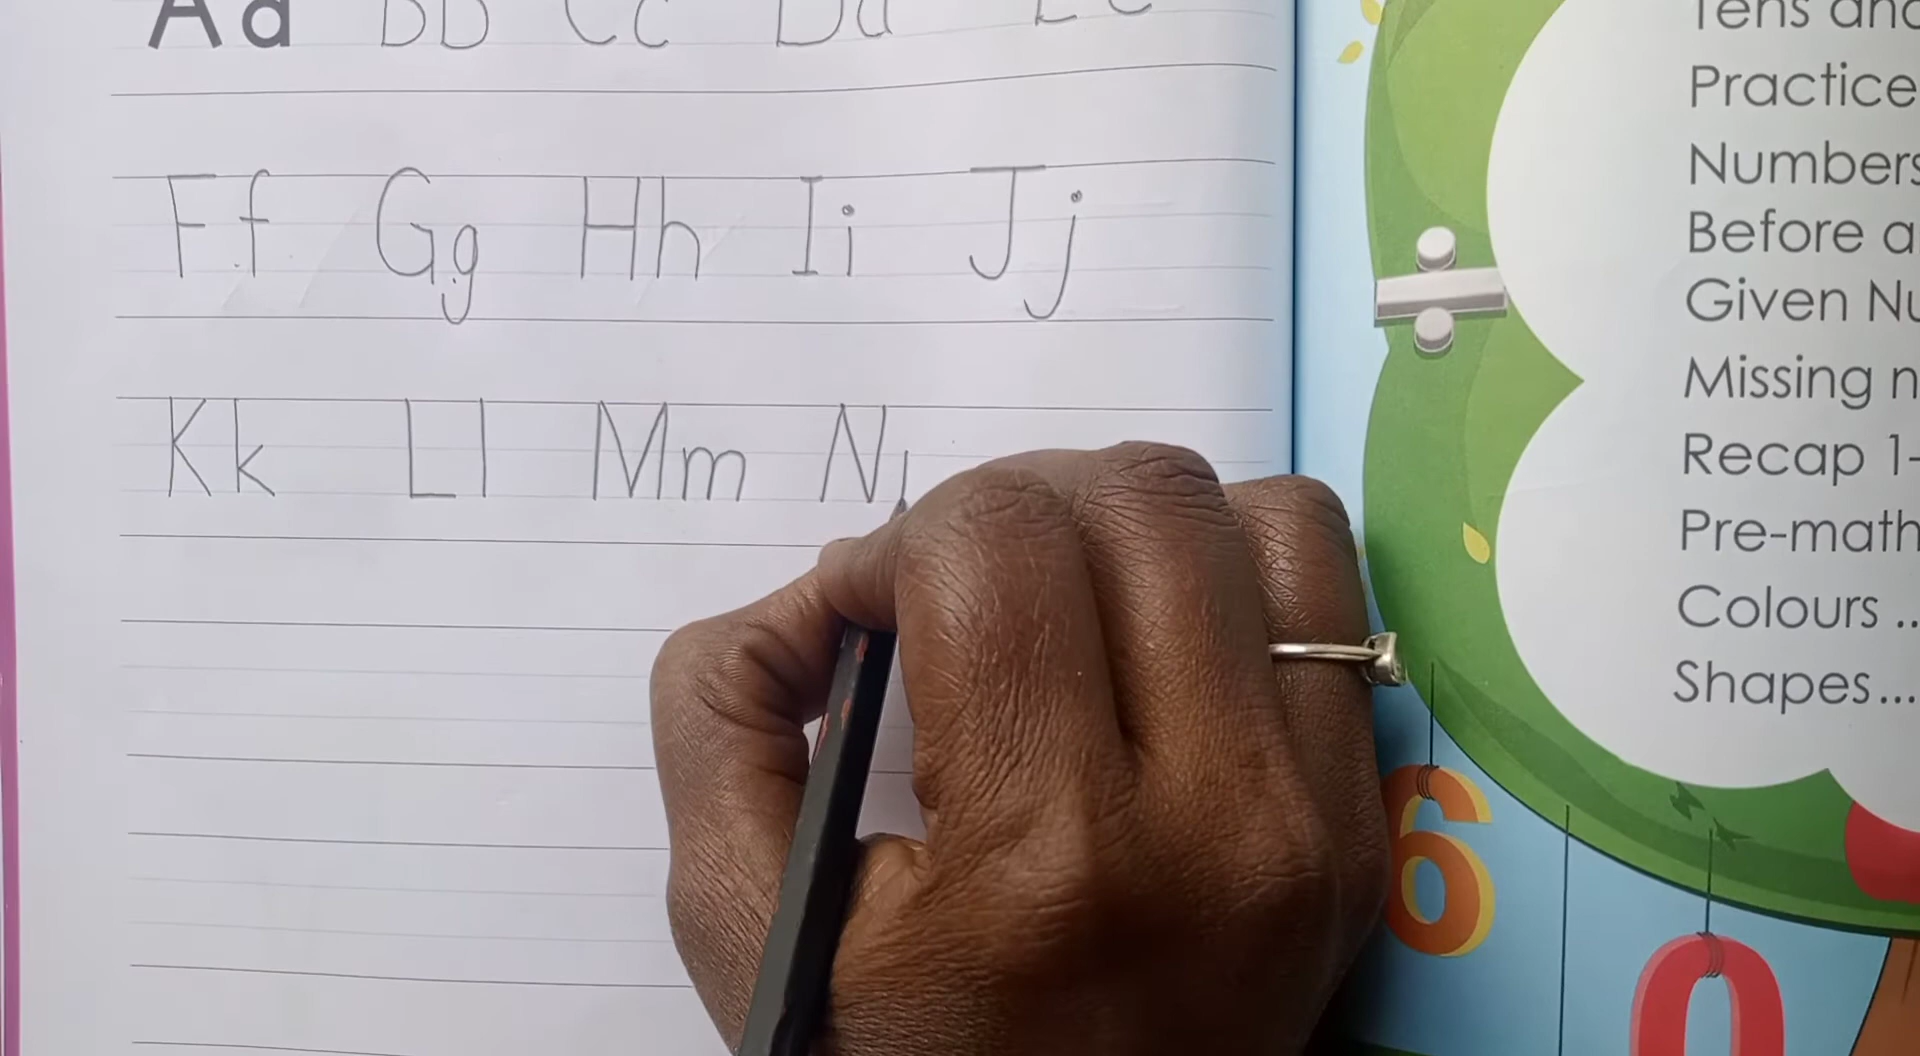 Aa Bb Cc Dd Ee
Ff Gg Hh Ii Jj
Kk Ll Mm N
Tens and
Practice
Numbers
Before a
Given Nu
Missing n
Recap 1-
Pre-math
Colours ..
Shapes...
6
0